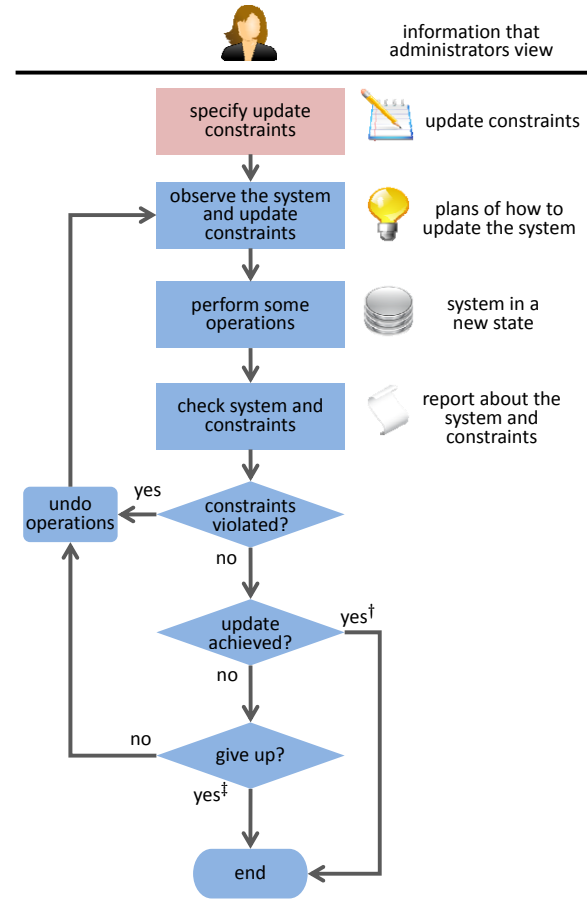 information that
administrators view
specify update
constraints
update constraints
observe the system
and update
constraints
plans of how to
update the system
perform some
operations
system in a
new state
check system and
constraints
report about the
system and
constraints
undo
operations
yes
constraints
violated?
no
update
achieved?
yes†
no
give up?
no
yes‡
end